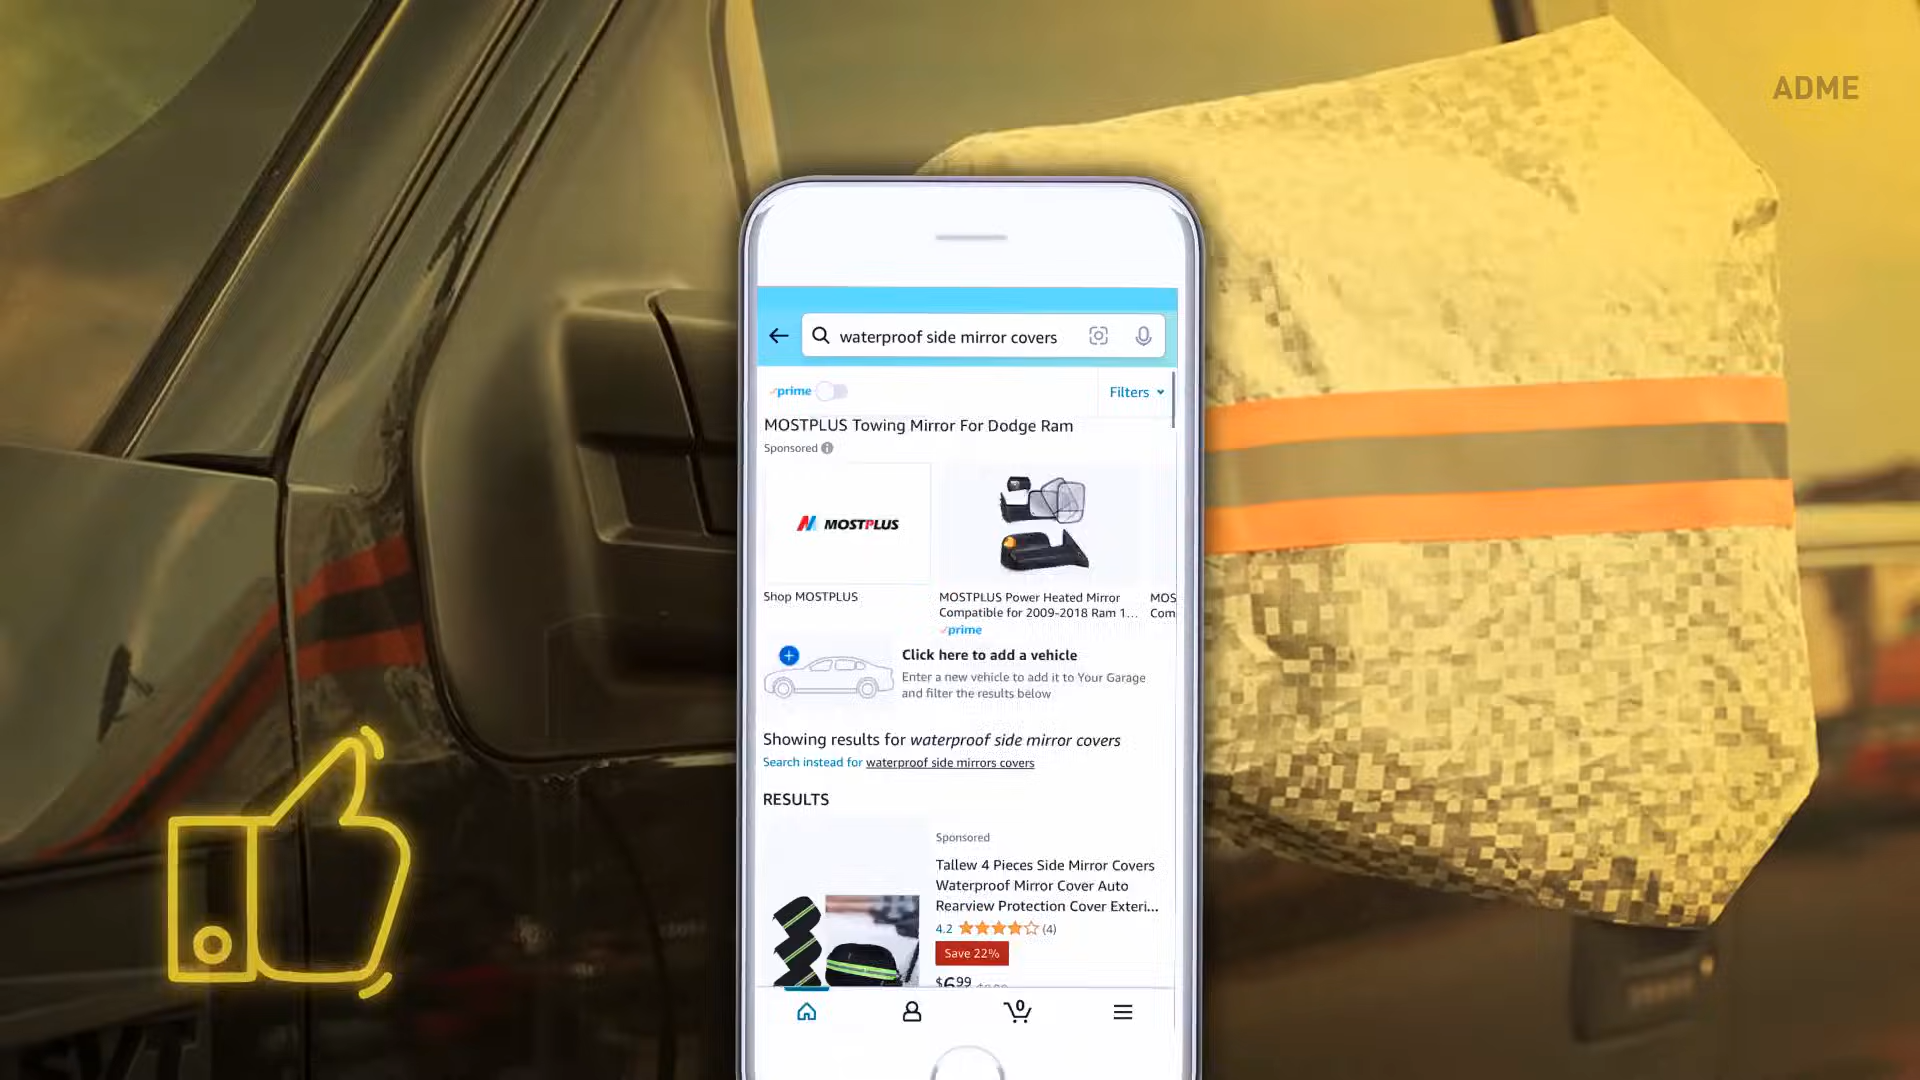 ADME
waterproof side mirror covers
prime
Filters
MOSTPLUS Towing Mirror For Dodge Ram
Sponsored
MOSTPLUS
Shop MOSTPLUS
MOSTPLUS Power Heated Mirror
Compatible for 2009-2018 Ram 1...
prime
MOS
Com
Click here to add a vehicle
Enter a new vehicle to add it to Your Garage
and filter the results below
Showing results for waterproof side mirror covers
Search instead for waterproof side mirrors covers
RESULTS
Sponsored
Tallew 4 Pieces Side Mirror Covers
Waterproof Mirror Cover Auto
Rearview Protection Cover Exteri...
4.2 (4)
Save 22%
$6.99
0